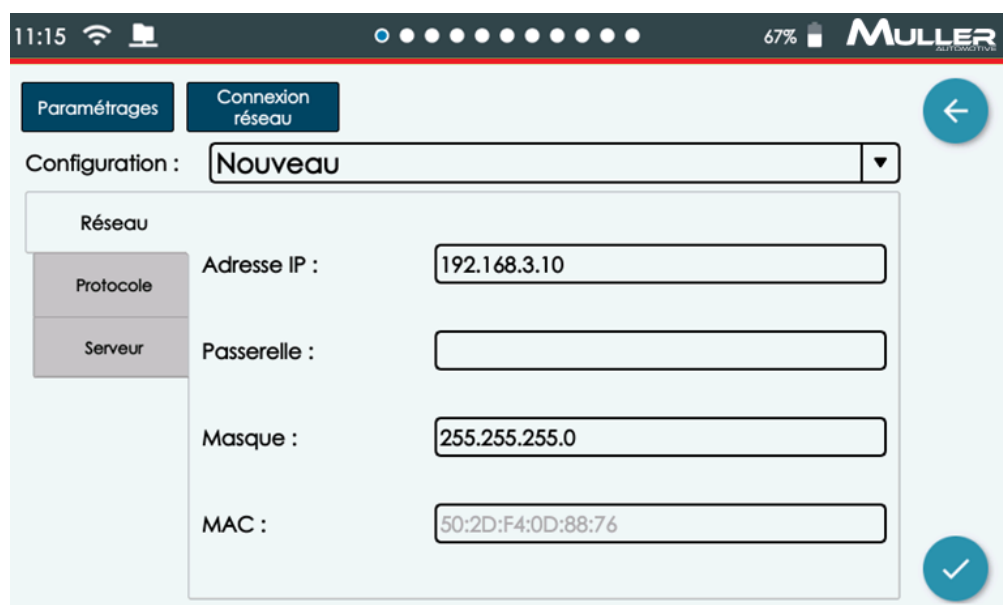 11:15
67%
MULLER
AUTOMOTIVE
Paramétrages
Connexion
réseau
Configuration :
Nouveau
Réseau
Protocole
Serveur
Adresse IP :
192.168.3.10
Passerelle :
Masque :
255.255.255.0
MAC :
50:2D:F4:0D:88:76